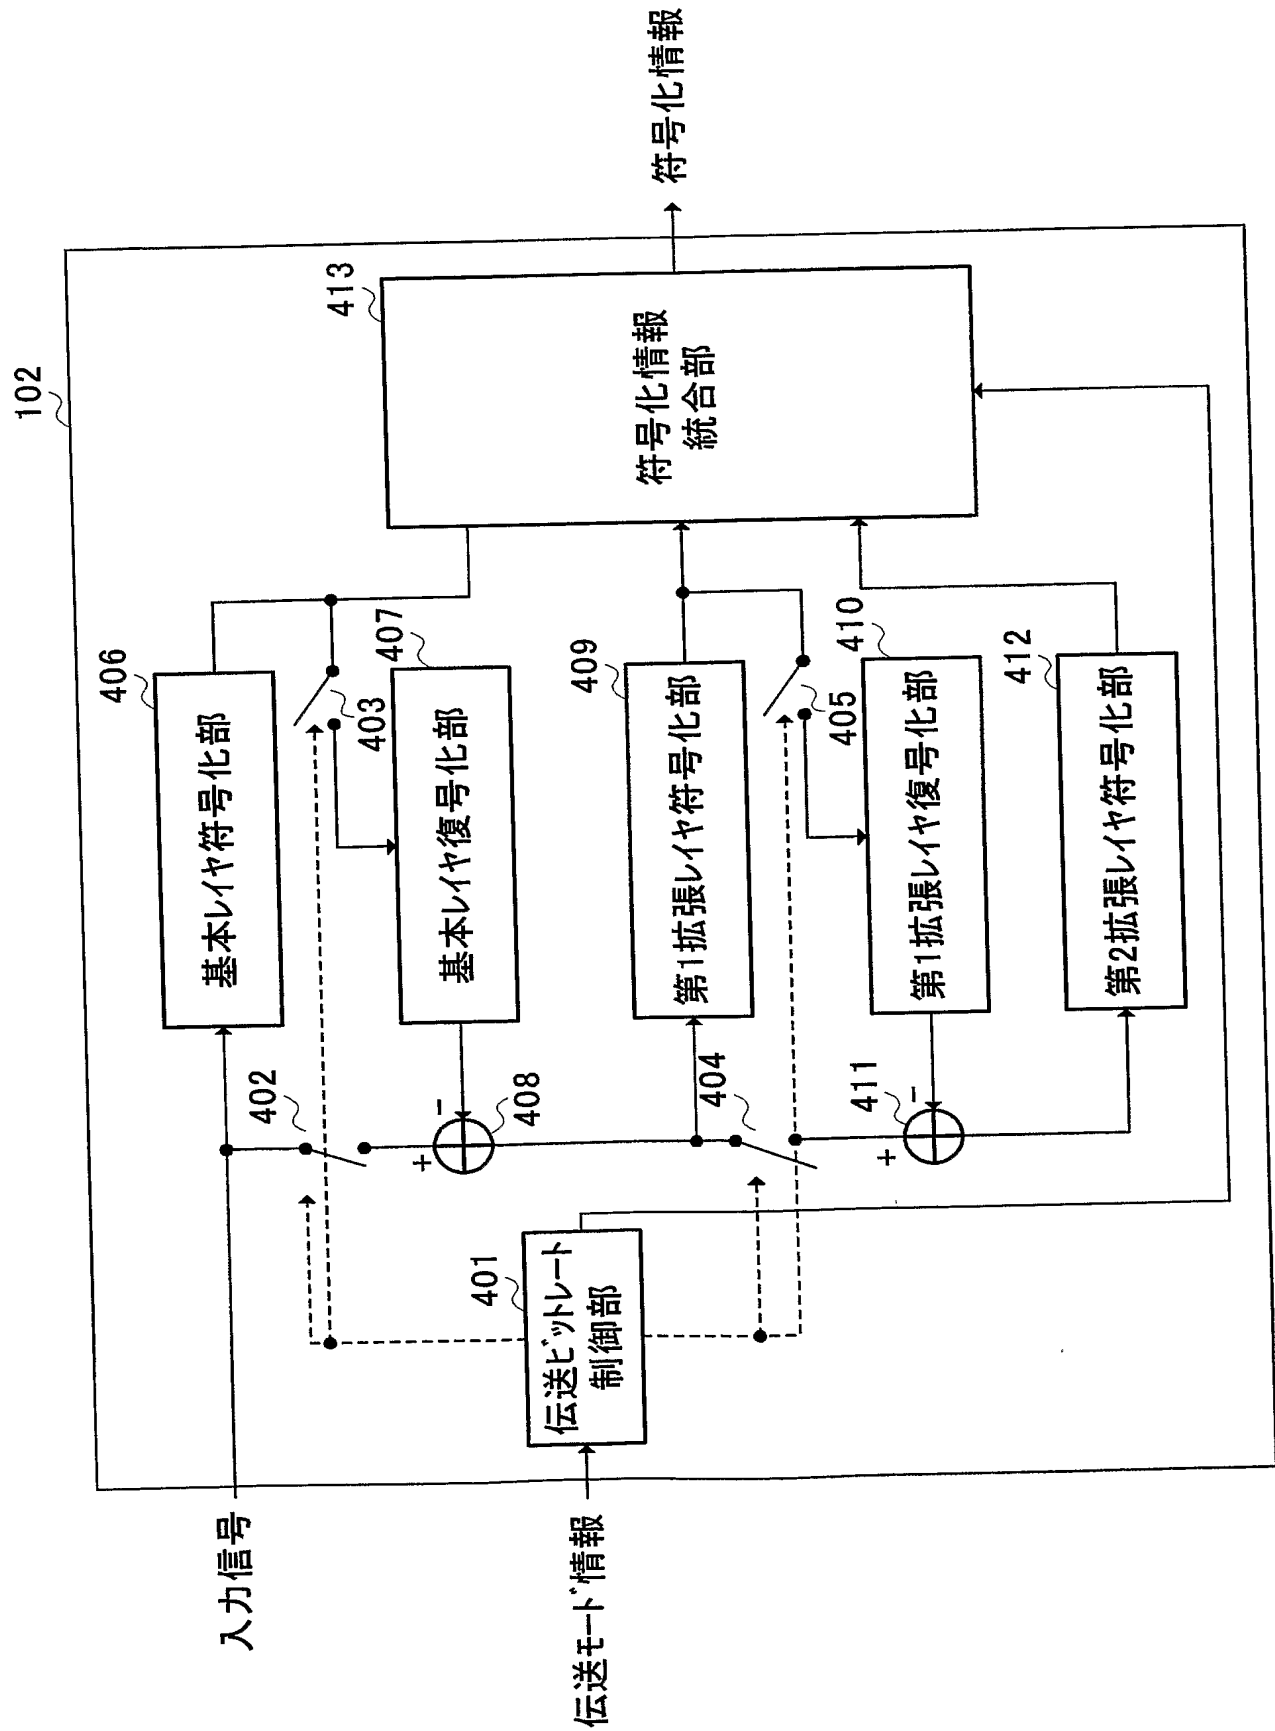 102
413
406
基本レイヤ符号化部
403
407
基本レイヤ復号化部
402
408
+
-
符号化情報
統合部
符号化情報
409
第1拡張レイヤ符号化部
405
410
第1拡張レイヤ復号化部
404
411
+
-
412
第2拡張レイヤ符号化部
401
伝送ビットレート
制御部
入力信号
伝送モード情報